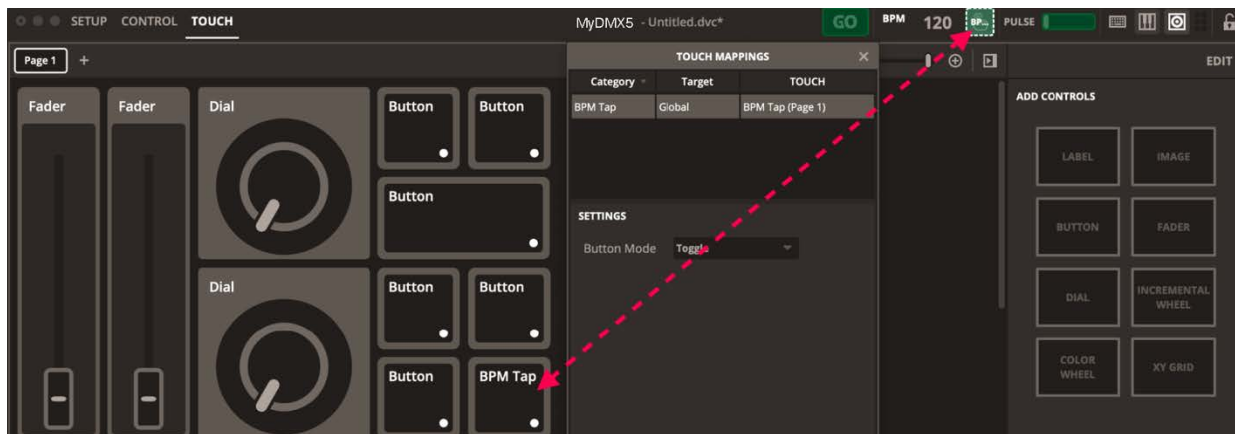 SETUP CONTROL TOUCH MyDMX5 - Untitled.dvc* GO BPM 120 BP... PULSE
Page 1 + EDIT
TOUCH MAPPINGS
Category Target TOUCH
BPM Tap Global BPM Tap (Page 1)
SETTINGS
Button Mode Toggle
Fader Fader Dial Button Button
Button
Dial Button Button
Button BPM Tap
ADD CONTROLS
LABEL IMAGE
BUTTON FADER
DIAL INCREMENTAL WHEEL
COLOR WHEEL XY GRID